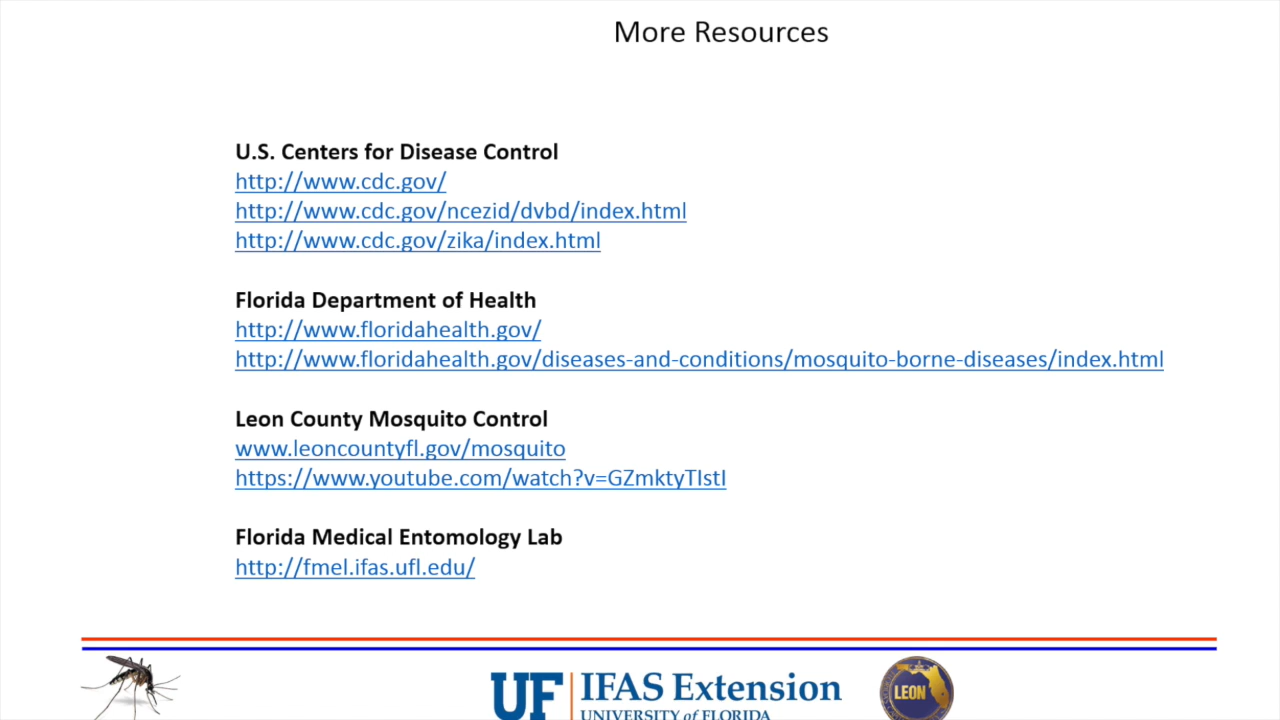 More Resources
U.S. Centers for Disease Control
http://www.cdc.gov/
http://www.cdc.gov/ncezid/dvbd/index.html
http://www.cdc.gov/zika/index.html
Florida Department of Health
http://www.floridahealth.gov/
http://www.floridahealth.gov/diseases-and-conditions/mosquito-borne-diseases/index.html
Leon County Mosquito Control
www.leoncountyfl.gov/mosquito
https://www.youtube.com/watch?v=GZmktyTIstI
Florida Medical Entomology Lab
http://fmel.ifas.ufl.edu/
UF IFAS Extension
UNIVERSITY of FLORIDA
LEON